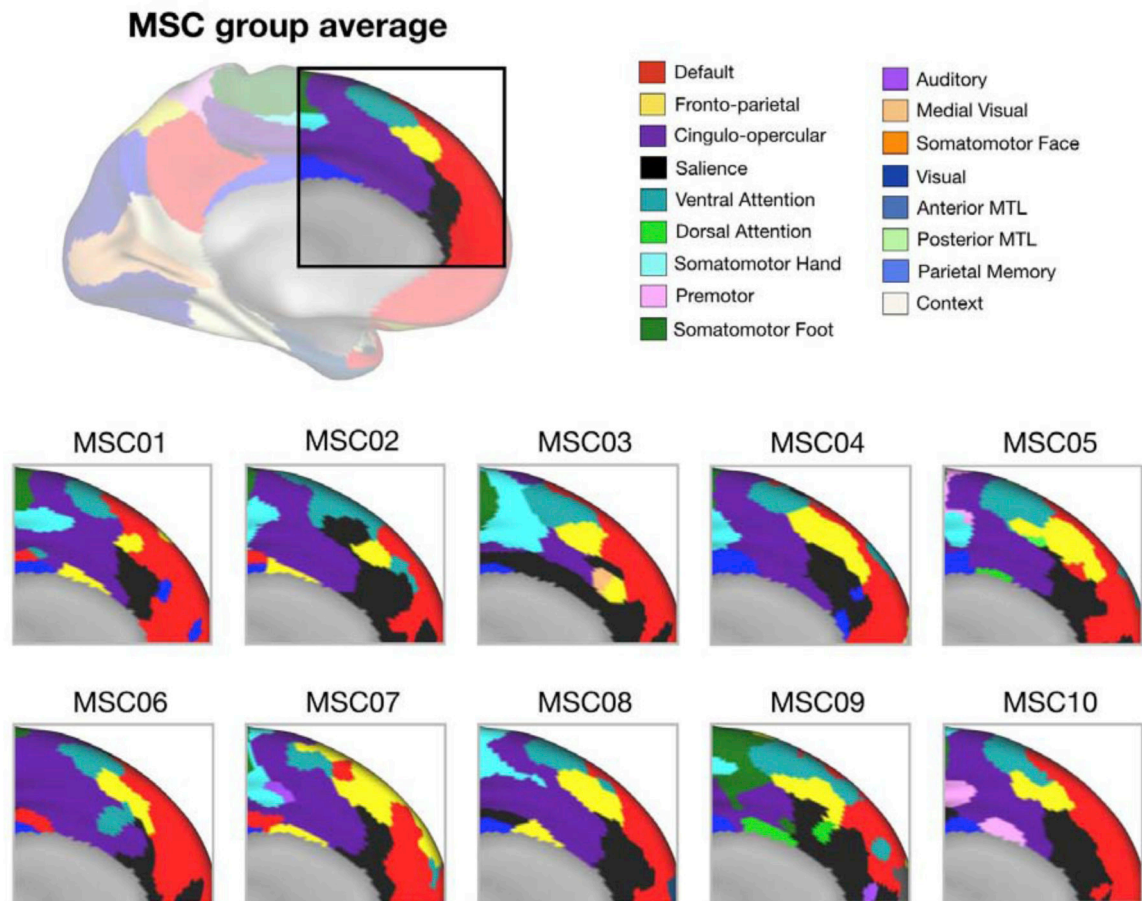 MSC group average
Default
Fronto-parietal
Cingulo-opercular
Salience
Ventral Attention
Dorsal Attention
Somatomotor Hand
Premotor
Somatomotor Foot
Auditory
Medial Visual
Somatomotor Face
Visual
Anterior MTL
Posterior MTL
Parietal Memory
Context
MSC01
MSC02
MSC03
MSC04
MSC05
MSC06
MSC07
MSC08
MSC09
MSC10